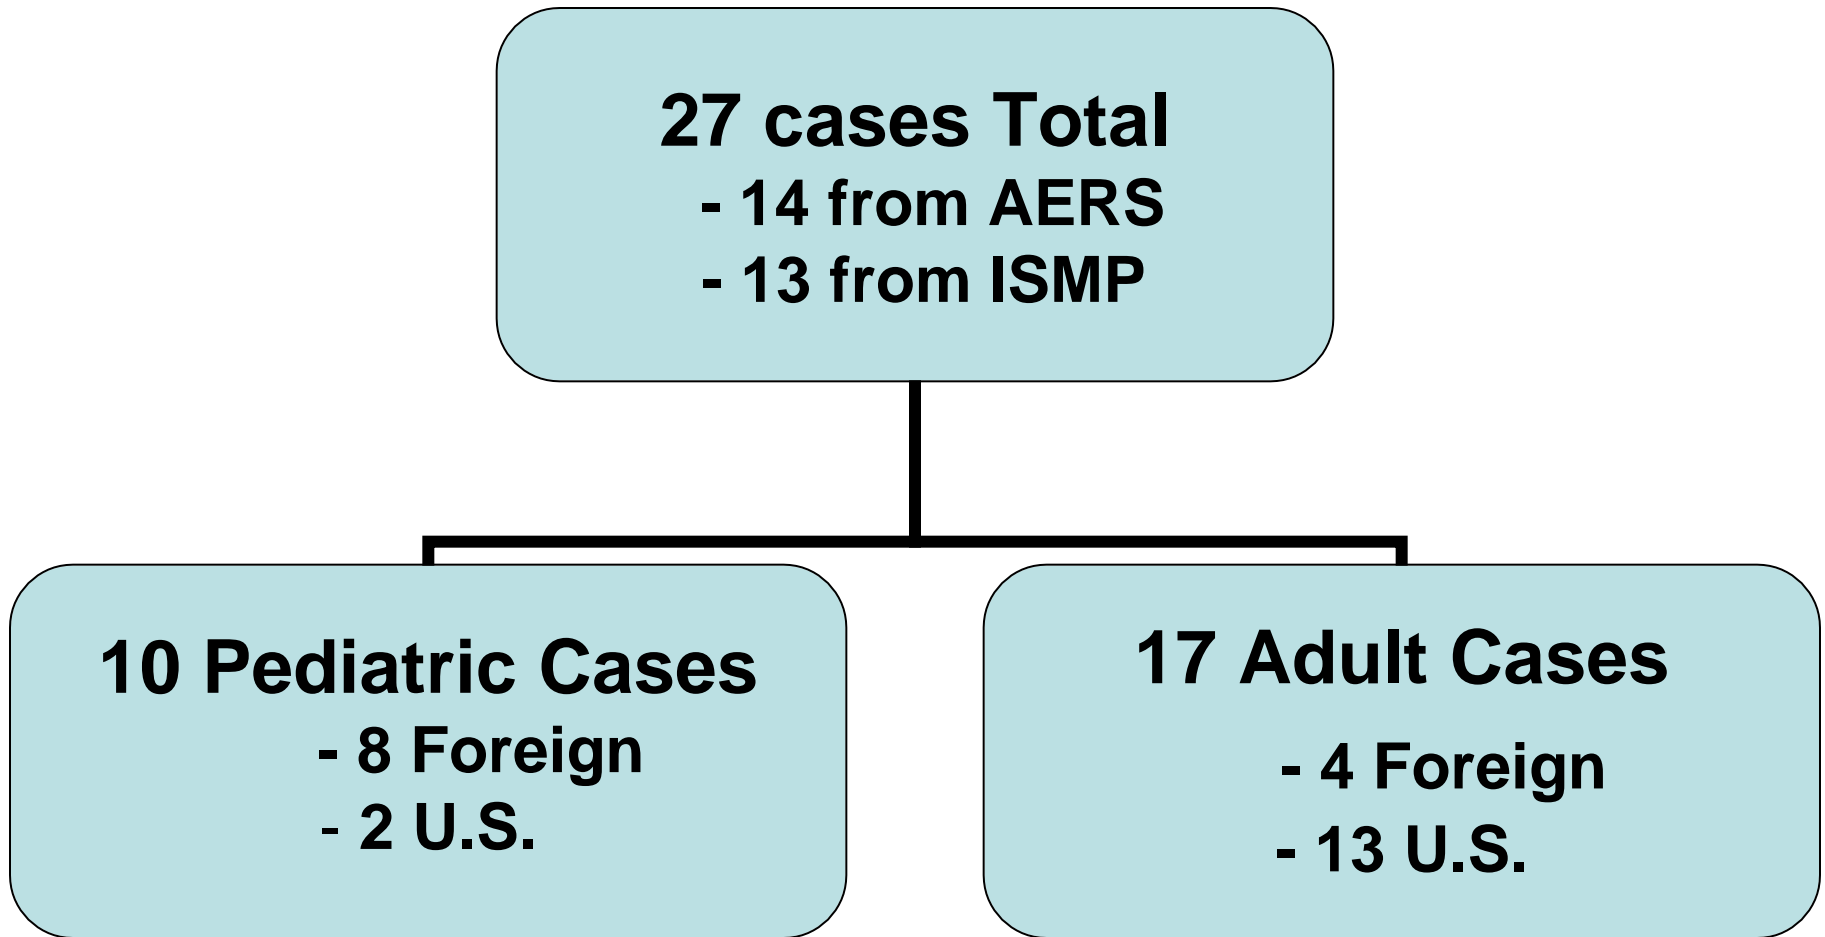 27 cases Total
- 14 from AERS
- 13 from ISMP
10 Pediatric Cases
- 8 Foreign
- 2 U.S.
17 Adult Cases
- 4 Foreign
- 13 U.S.